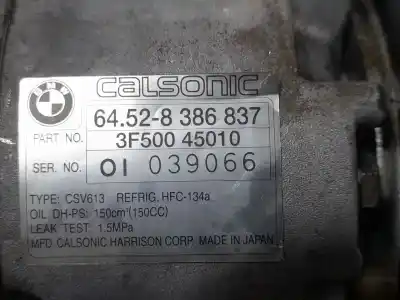 BMW
CALSONIC
64.52-8 386 837
PART NO. 3F500 45010
SER. NO. 01 039066
TYPE: CSV613 REFRIG. HFC-134a
OIL DH-PS: 150cm³(150CC)
LEAK TEST: 1.5MPa
MFD. CALSONIC HARRISON CORP. MADE IN JAPAN